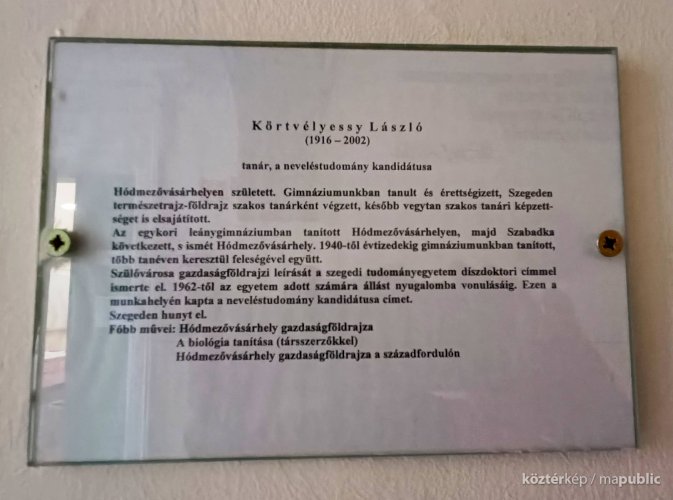 Körtvélyessy László
(1916 – 2002)
tanár, a neveléstudomány kandidátusa
Hódmezővásárhelyen született. Gimnáziumunkban tanult és érettségizett, Szegeden
természetrajz-földrajz szakos tanárként végzett, később vegytan szakos tanári képzett-
séget is elsajátított.
Az egykori leánygimnáziumban tanított Hódmezővásárhelyen, majd Szabadka
következett, s ismét Hódmezővásárhely. 1940-től évtizedekig gimnáziumunkban tanított,
több tanéven keresztül feleségével együtt.
Szülővárosa gazdaságföldrajzi leírását a szegedi tudományegyetem díszdoktori címmel
ismerte el. 1962-től az egyetem adott számára állást nyugalomba vonulásáig. Ezen a
munkahelyén kapta a neveléstudomány kandidátusa címet.
Szegeden hunyt el.
Főbb művei: Hódmezővásárhely gazdaságföldrajza
A biológia tanítása (társszerzőkkel)
Hódmezővásárhely gazdaságföldrajza a századfordulón
köztérkép / mapublic